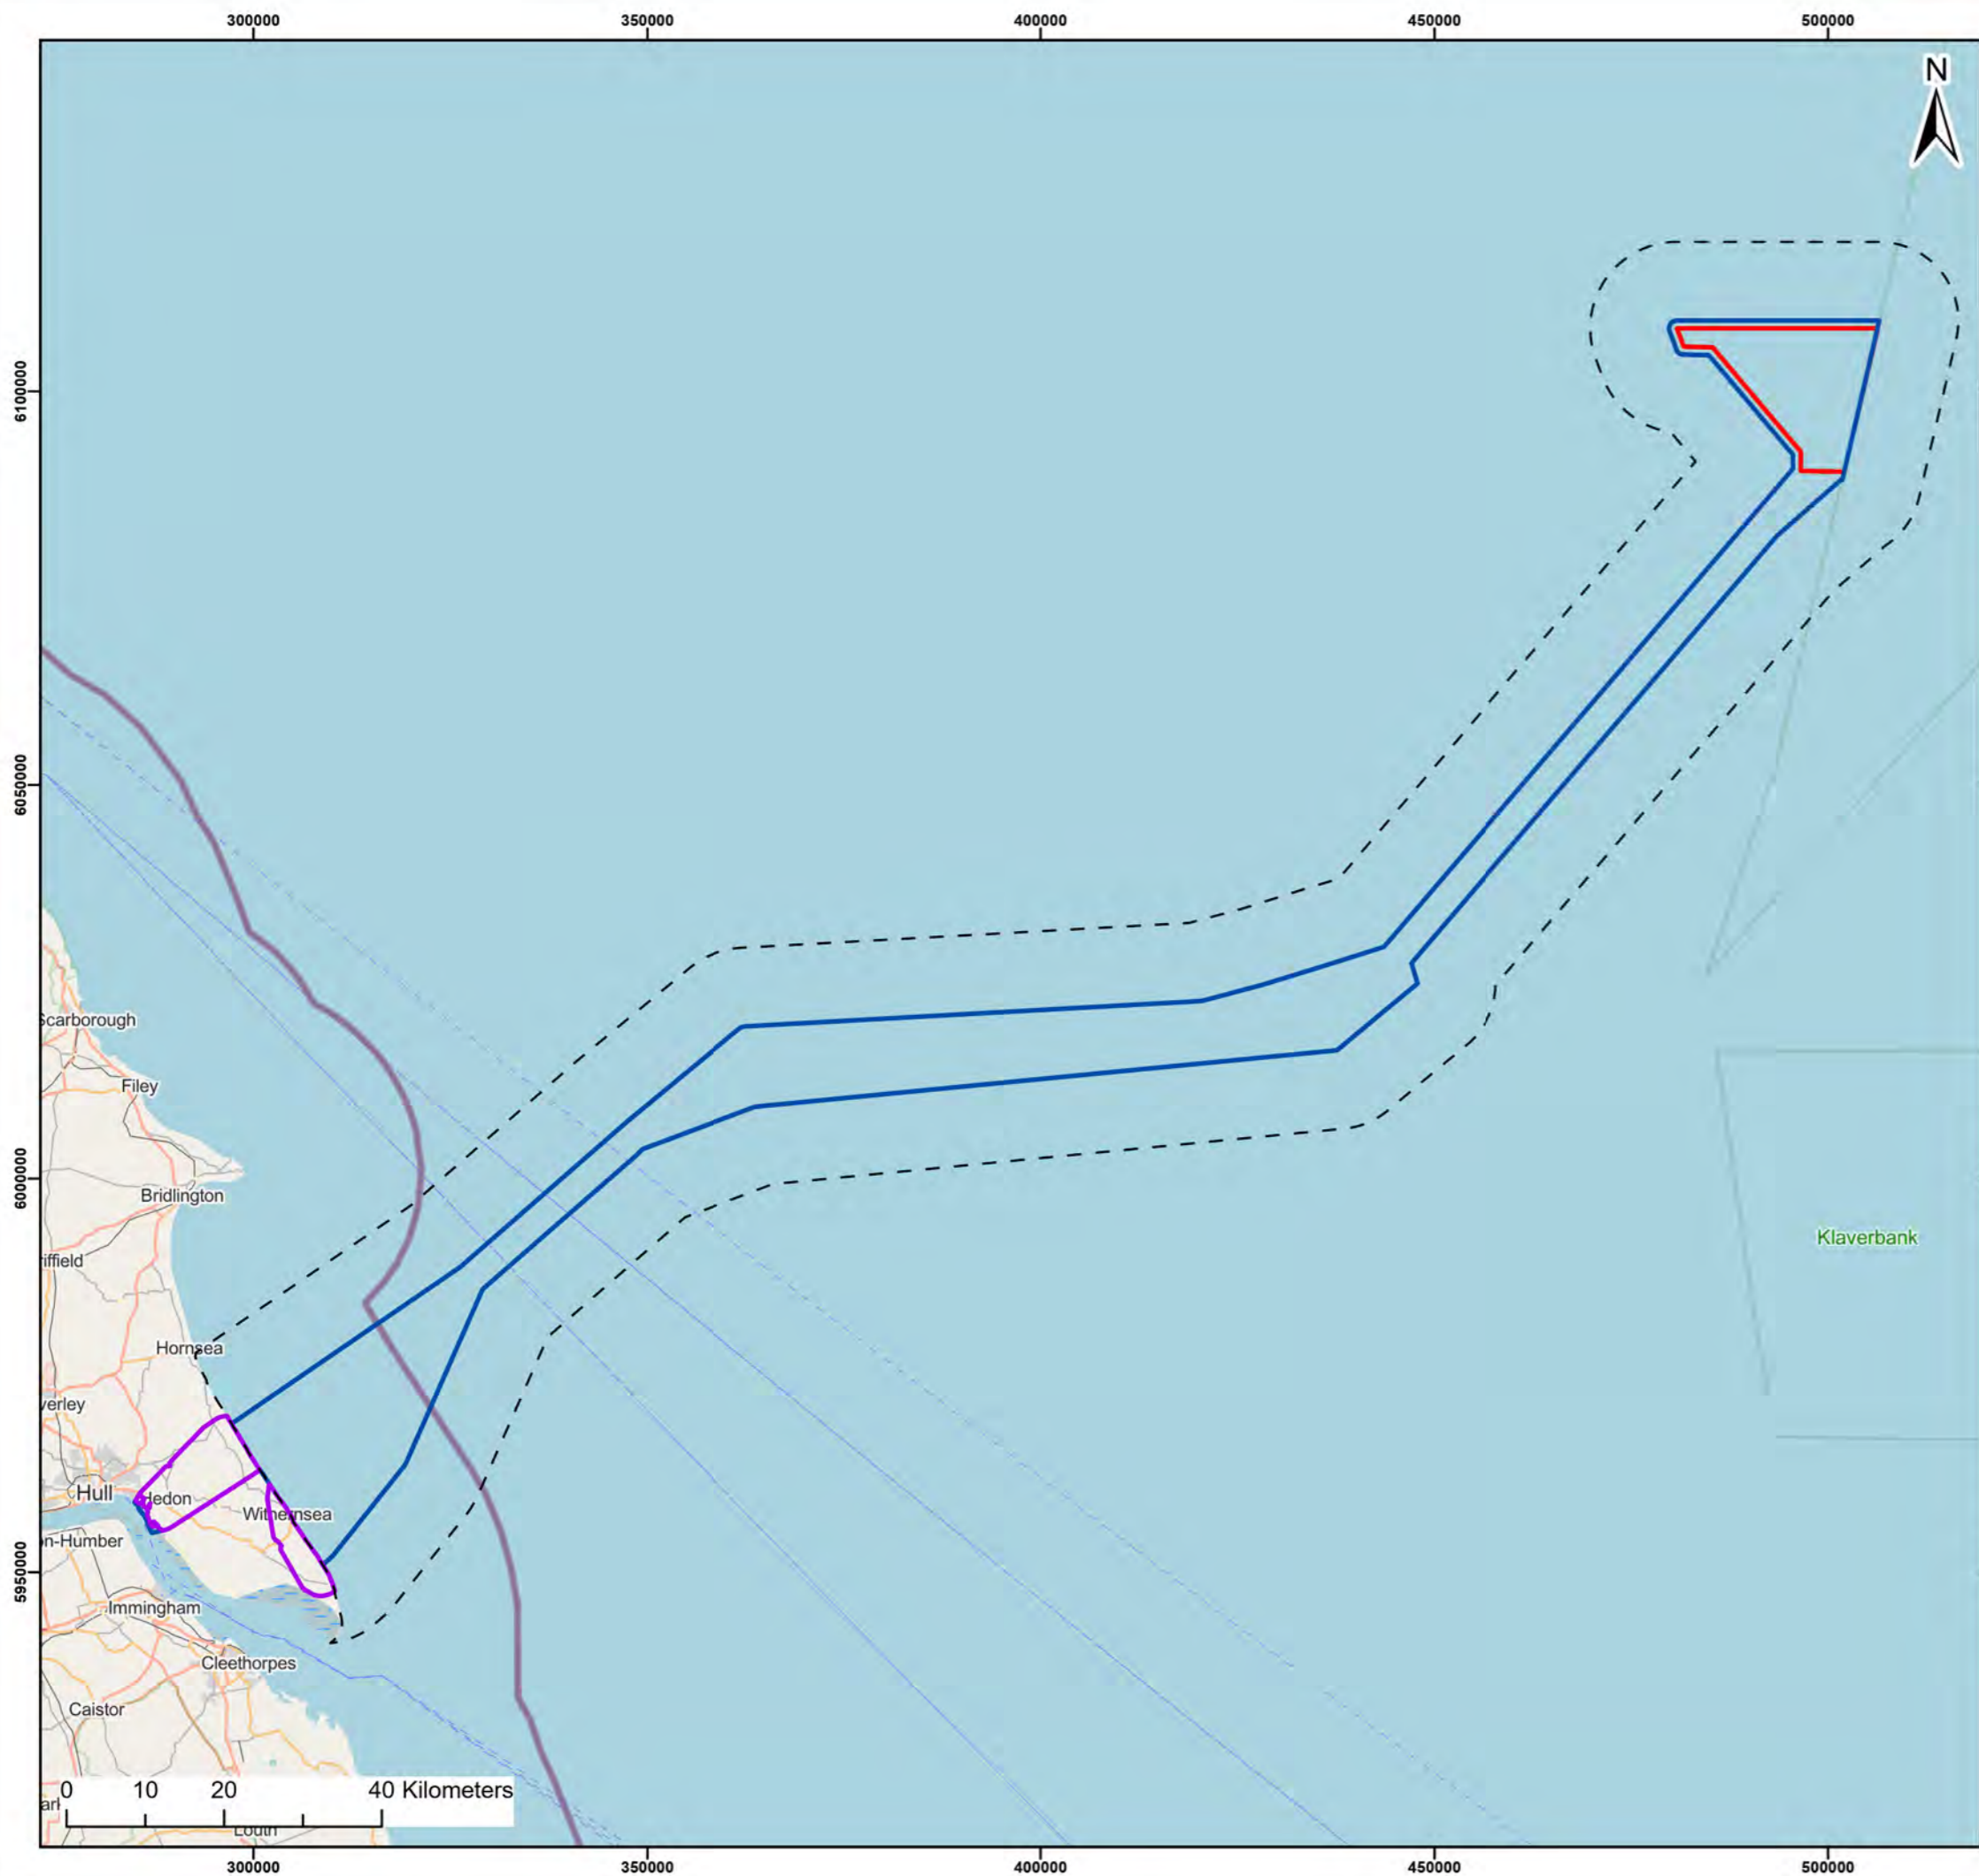 300000 350000 400000 450000 500000
N
6100000
6050000
Scarborough
Filey
6000000
Bridlington
Klaverbank
iffield
Hornsea
verley
Hull
Hedon
Withernsea
n-Humber
5950000
Immingham
Cleethorpes
Caistor
0 10 20 40 Kilometers
Louth
300000 350000 400000 450000 500000